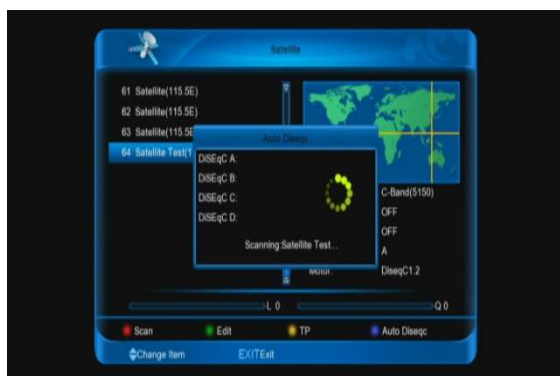 Satellite
61 Satellite(115.5E)
62 Satellite(115.5E)
63 Satellite(115.5E
64 Satellite Test(1
Auto Diseqc
DiSEqC A:
DiSEqC B:
DiSEqC C:
DiSEqC D:
Scanning:Satellite Test...
C-Band(5150)
OFF
OFF
A
Motor: DiseqC1.2
L 0 Q 0
Scan Edit TP Auto Diseqc
Change Item EXITExit